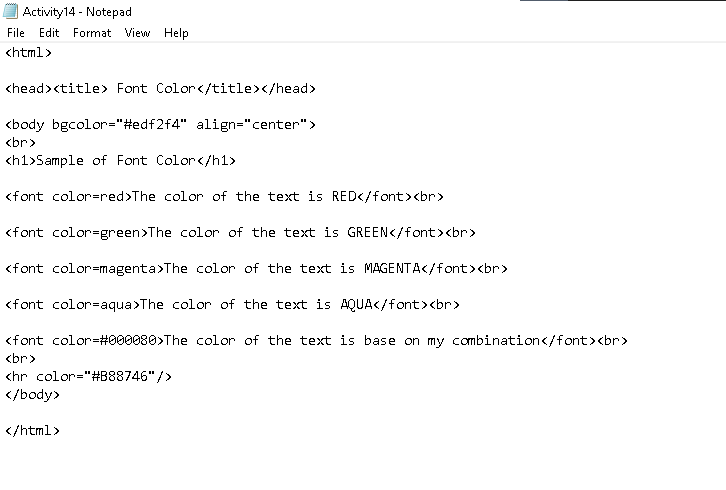 Activity14 - Notepad
File Edit Format View Help
<html>
<head><title> Font Color</title></head>
<body bgcolor="#edf2f4" align="center">
<br>
<h1>Sample of Font Color</h1>
<font color=red>The color of the text is RED</font><br>
<font color=green>The color of the text is GREEN</font><br>
<font color=magenta>The color of the text is MAGENTA</font><br>
<font color=aqua>The color of the text is AQUA</font><br>
<font color=#000080>The color of the text is base on my combination</font><br>
<br>
<hr color="#B88746"/>
</body>
</html>